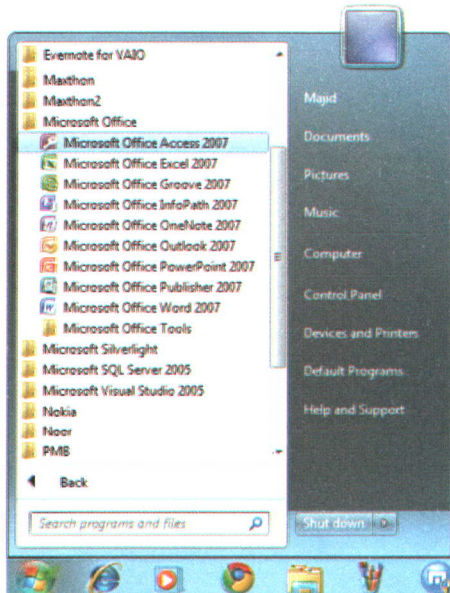 Evernote for VAIO
Maxthon
Maxthon2
Microsoft Office
Microsoft Office Access 2007
Microsoft Office Excel 2007
Microsoft Office Groove 2007
Microsoft Office InfoPath 2007
Microsoft Office OneNote 2007
Microsoft Office Outlook 2007
Microsoft Office PowerPoint 2007
Microsoft Office Publisher 2007
Microsoft Office Word 2007
Microsoft Office Tools
Microsoft Silverlight
Microsoft SQL Server 2005
Microsoft Visual Studio 2005
Nokia
Noor
PMB
Back
Search programs and files
Majid
Documents
Pictures
Music
Computer
Control Panel
Devices and Printers
Default Programs
Help and Support
Shut down